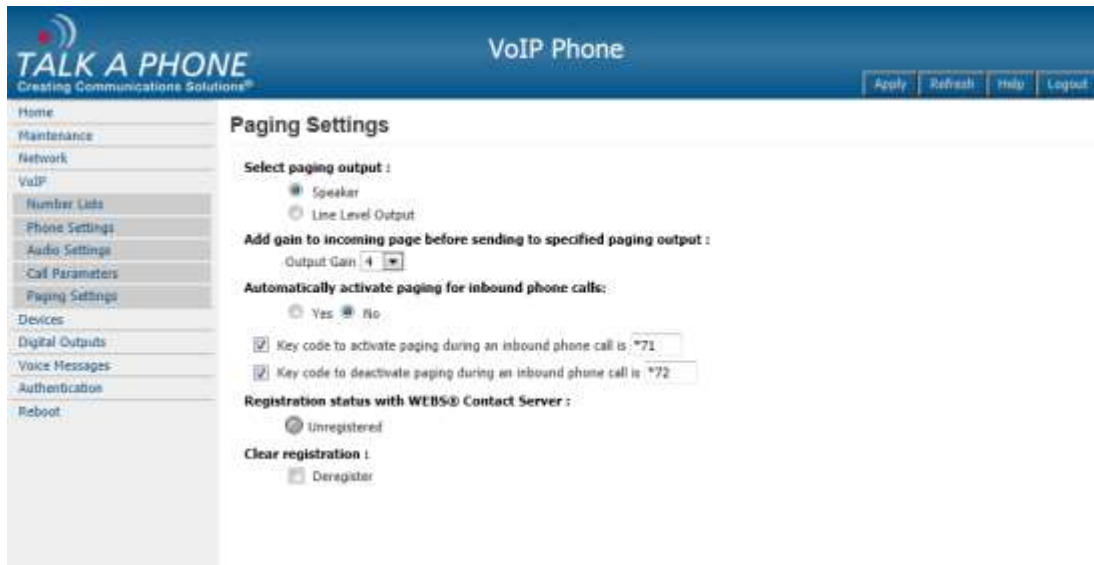 TALK A PHONE
Creating Communications Solutions®
VoIP Phone
Apply Refresh Help Logout
Home
Maintenance
Network
VoIP
Number Lists
Phone Settings
Audio Settings
Call Parameters
Paging Settings
Devices
Digital Outputs
Voice Messages
Authentication
Reboot
Paging Settings
Select paging output :
Speaker
Line Level Output
Add gain to incoming page before sending to specified paging output :
Output Gain 4
Automatically activate paging for inbound phone calls:
Yes No
Key code to activate paging during an inbound phone call is *71
Key code to deactivate paging during an inbound phone call is *72
Registration status with WEBS® Contact Server :
Unregistered
Clear registration :
Deregister